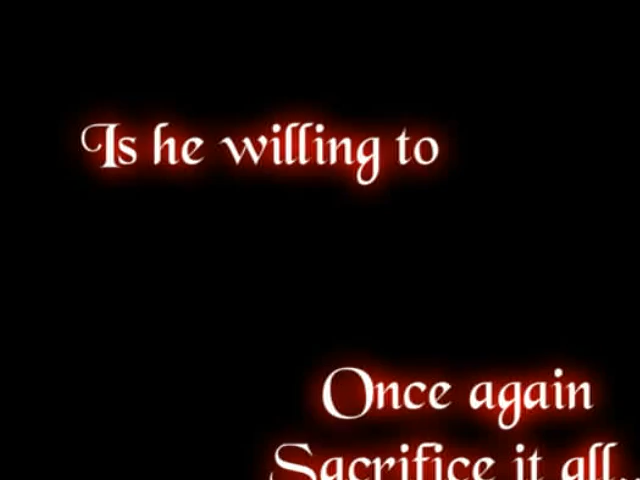 Is he willing to
Once again
Sacrifice it all.